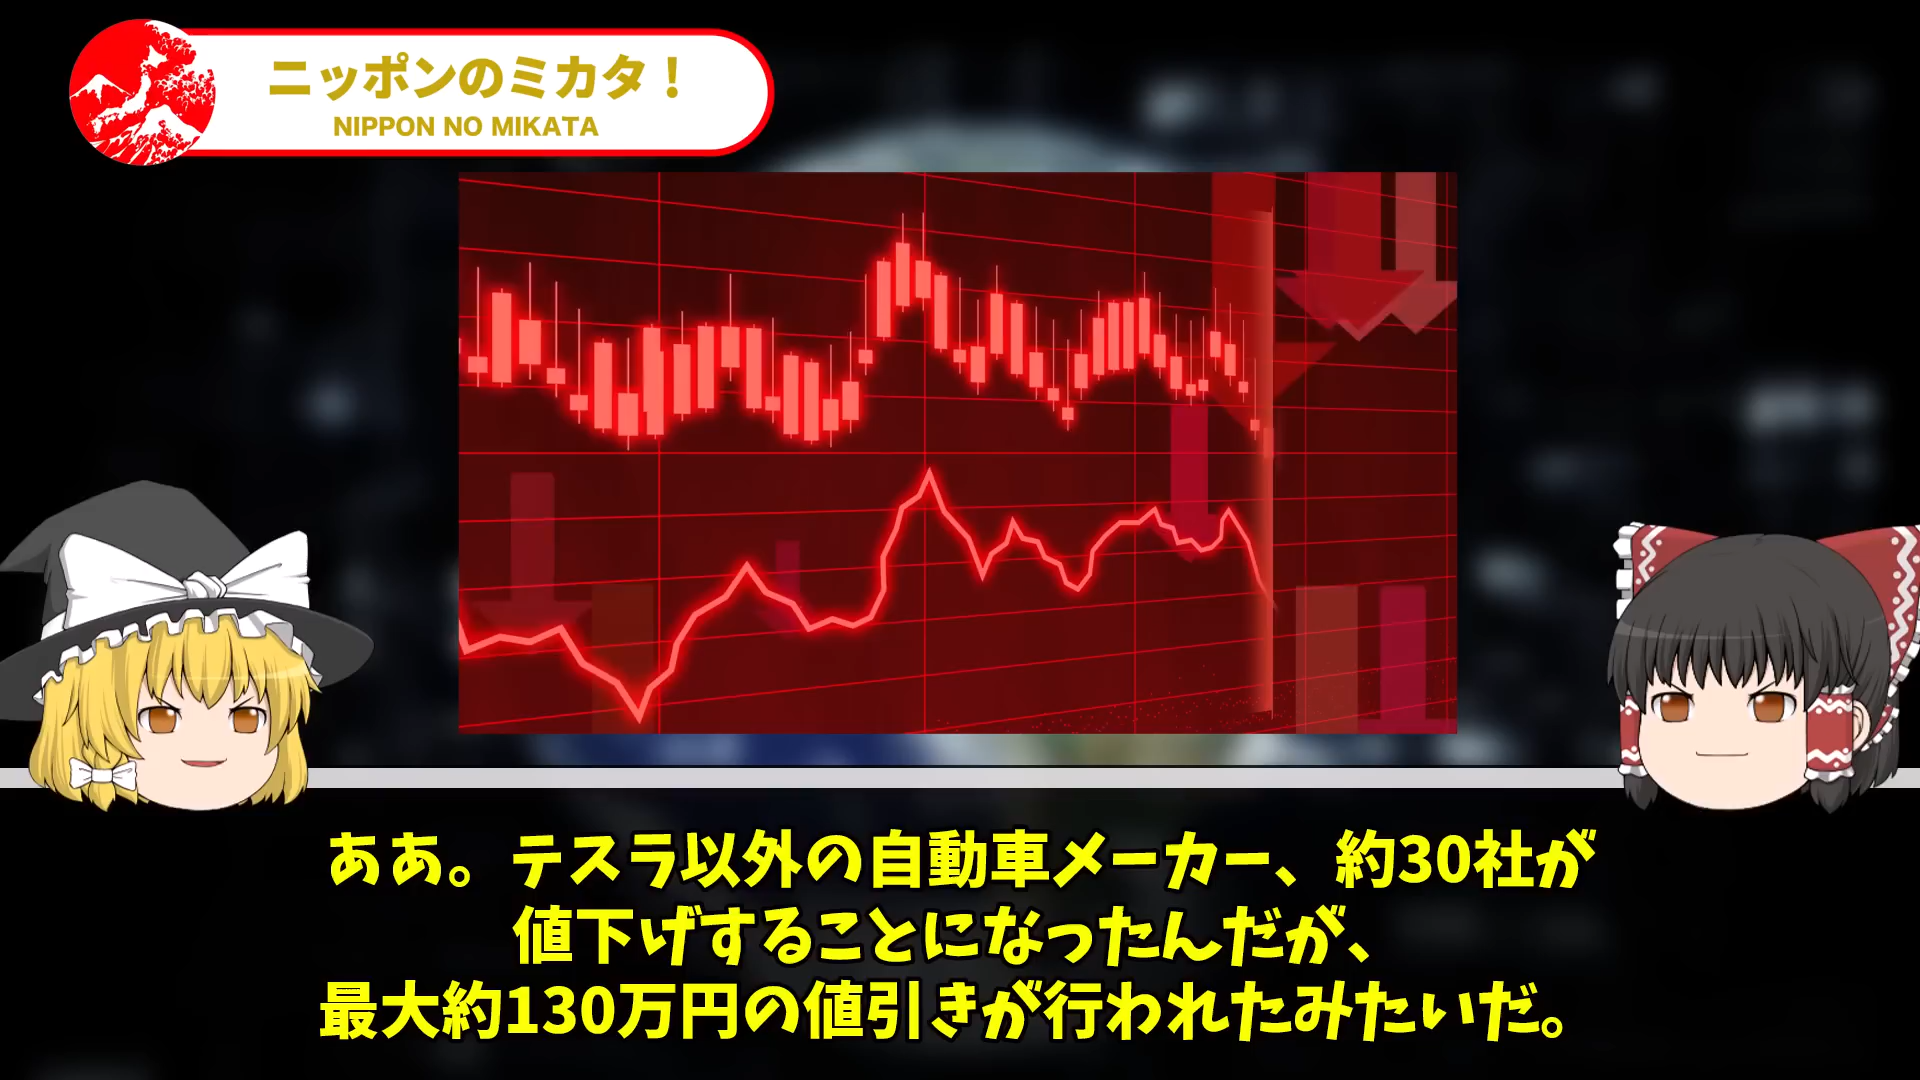 ニッポンのミカタ！
NIPPON NO MIKATA
ああ。テスラ以外の自動車メーカー、約30社が
値下げすることになったんだが、
最大約130万円の値引きが行われたみたいだ。